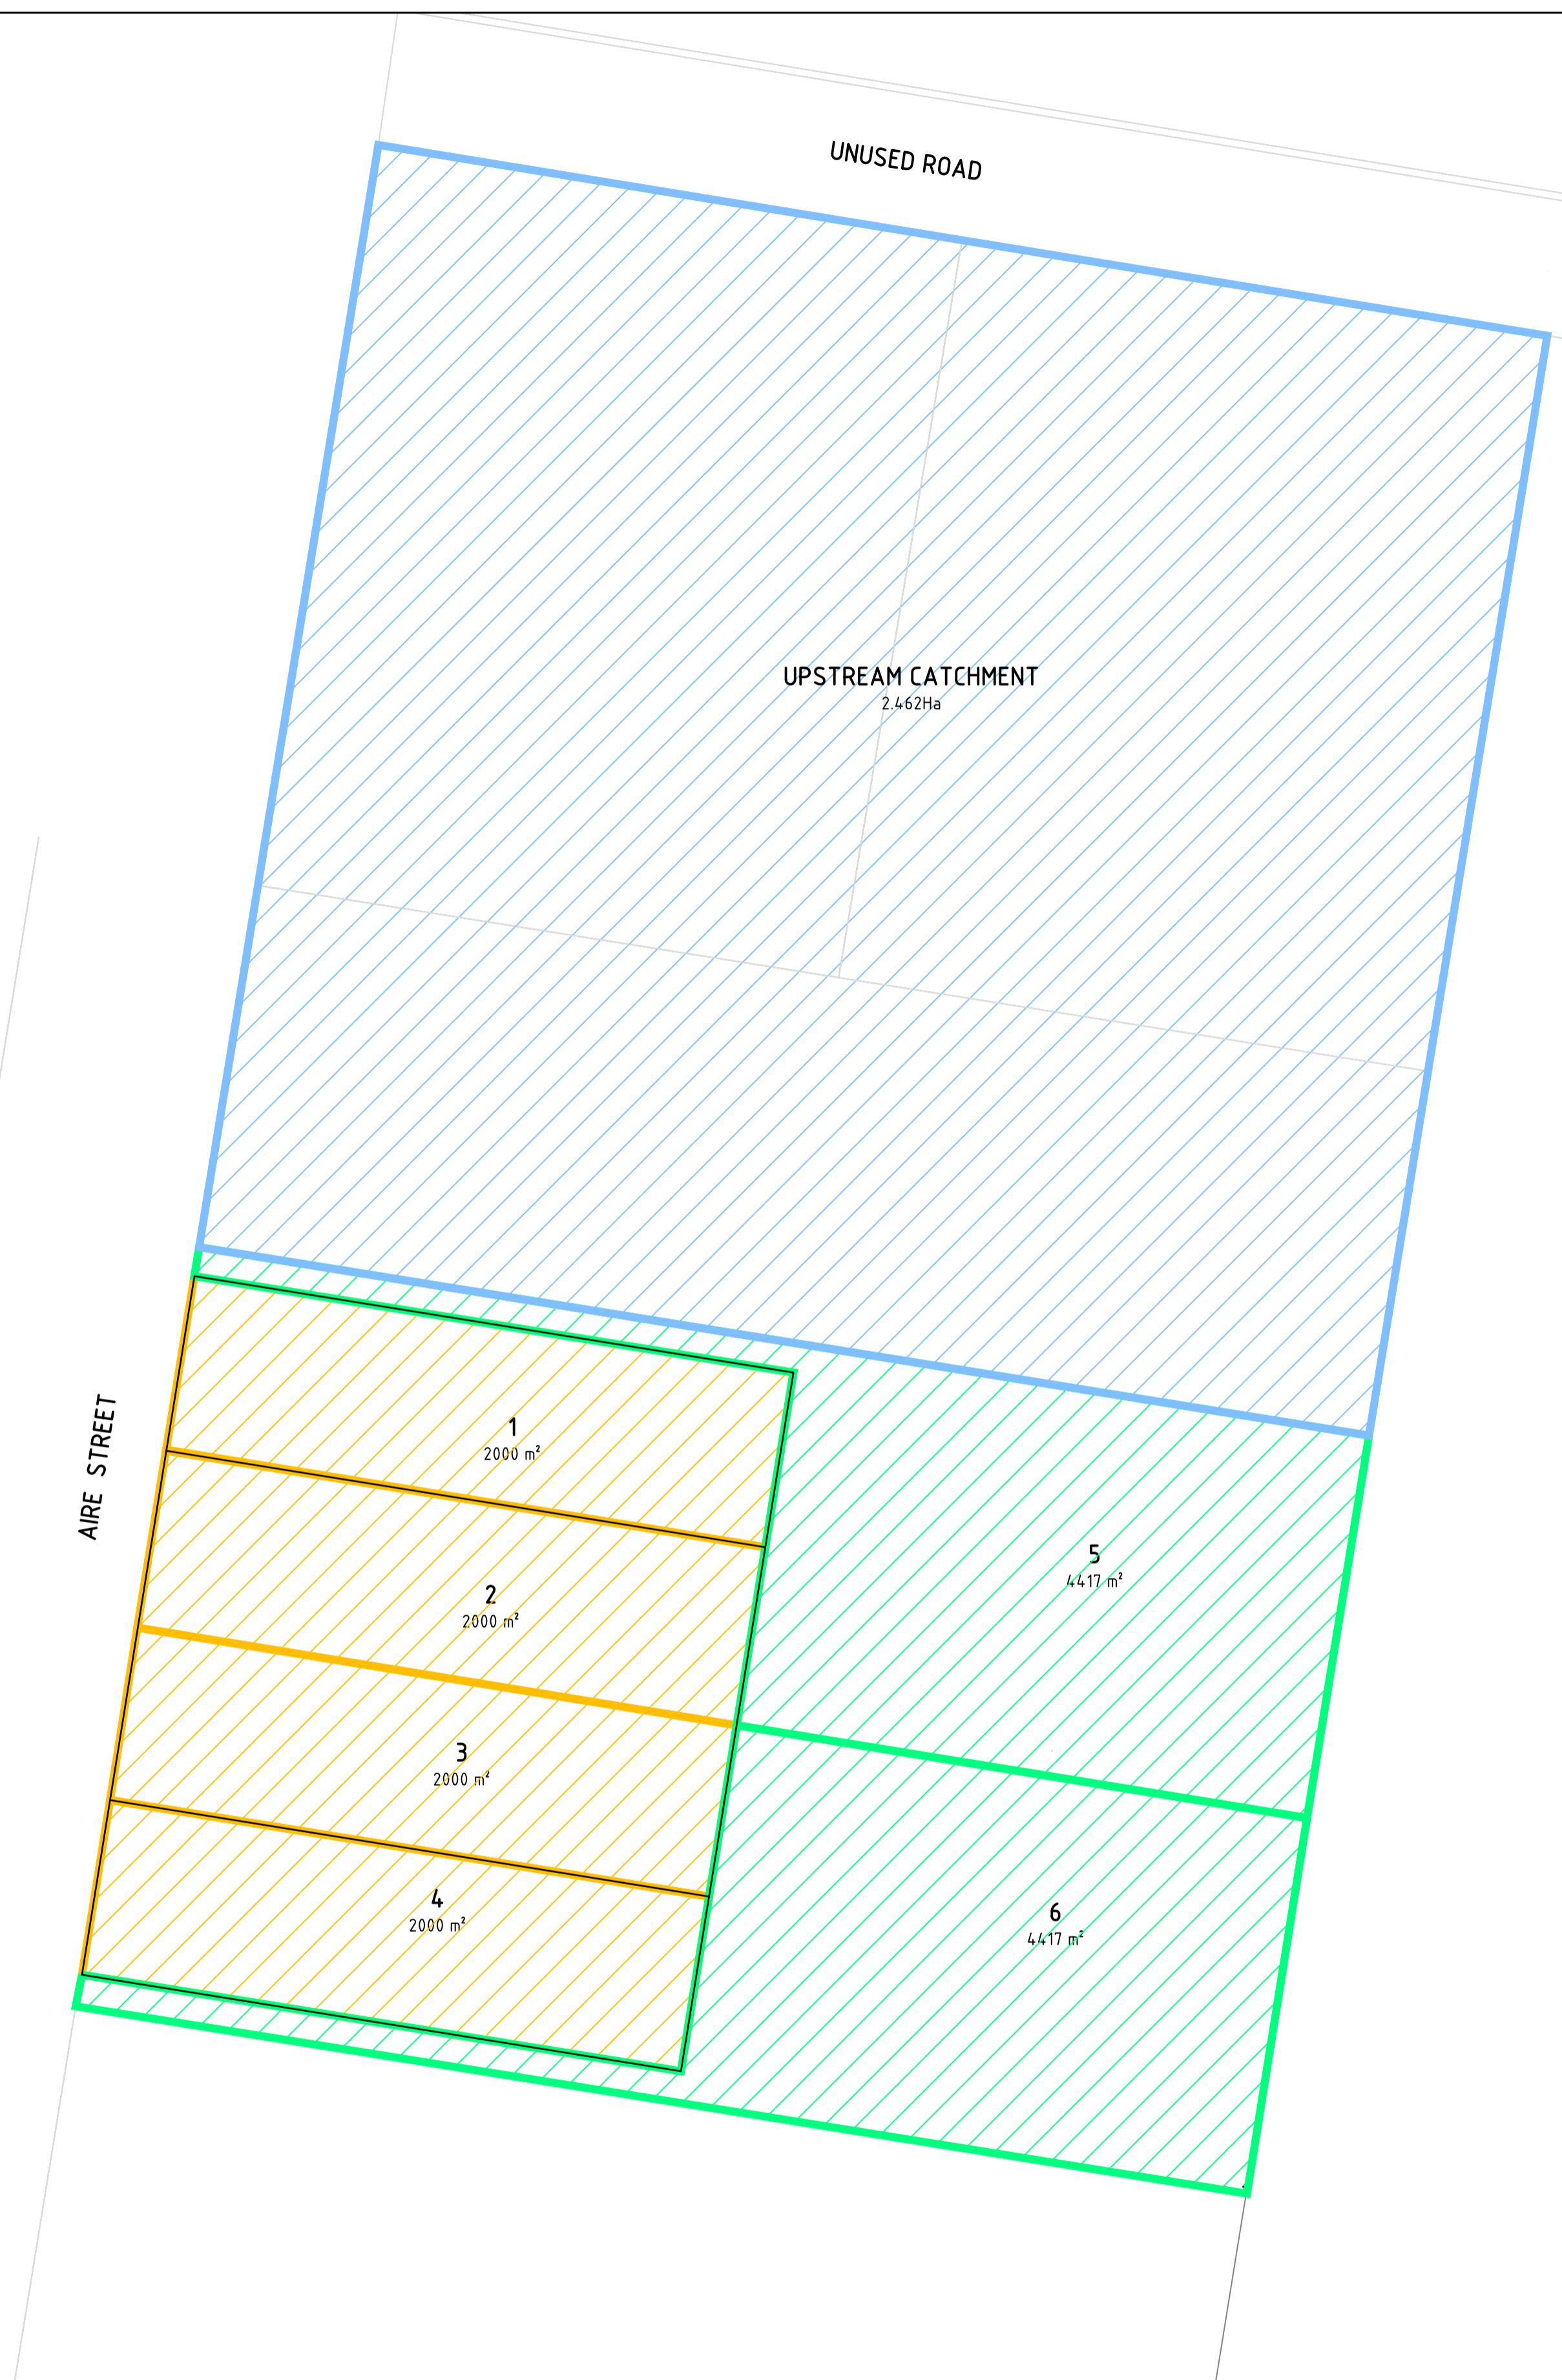 UNUSED ROAD
UPSTREAM CATCHMENT
2.462Ha
AIRE STREET
1
2000 m²
2
2000 m²
3
2000 m²
4
2000 m²
5
4417 m²
6
4417 m²